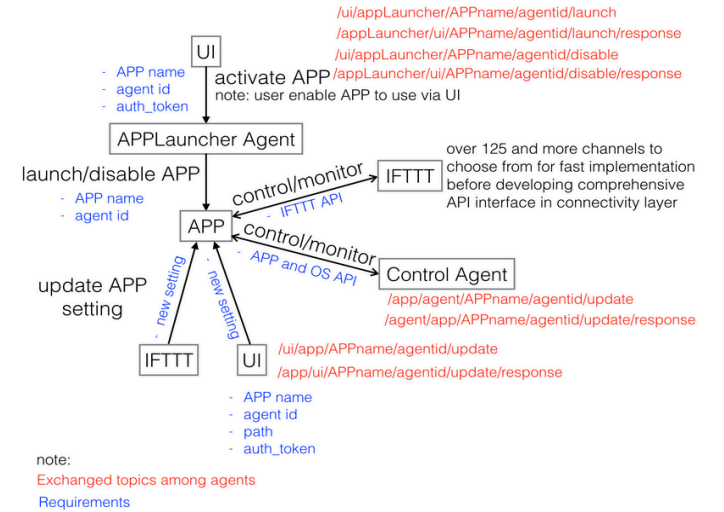 /ui/appLauncher/APPname/agentid/launch
/appLauncher/ui/APPname/agentid/launch/response
/ui/appLauncher/APPname/agentid/disable
/appLauncher/ui/APPname/agentid/disable/response
UI
- APP name
- agent id
- auth_token
activate APP
note: user enable APP to use via UI
APPLauncher Agent
launch/disable APP
- APP name
- agent id
control/monitor
- IFTTT API
IFTTT
over 125 and more channels to
choose from for fast implementation
before developing comprehensive
API interface in connectivity layer
APP
control/monitor
- APP and OS API
Control Agent
/app/agent/APPname/agentid/update
/agent/app/APPname/agentid/update/response
update APP
setting
- new setting
- new setting
IFTTT
UI
/ui/app/APPname/agentid/update
/app/ui/APPname/agentid/update/response
- APP name
- agent id
- path
- auth_token
note:
Exchanged topics among agents
Requirements